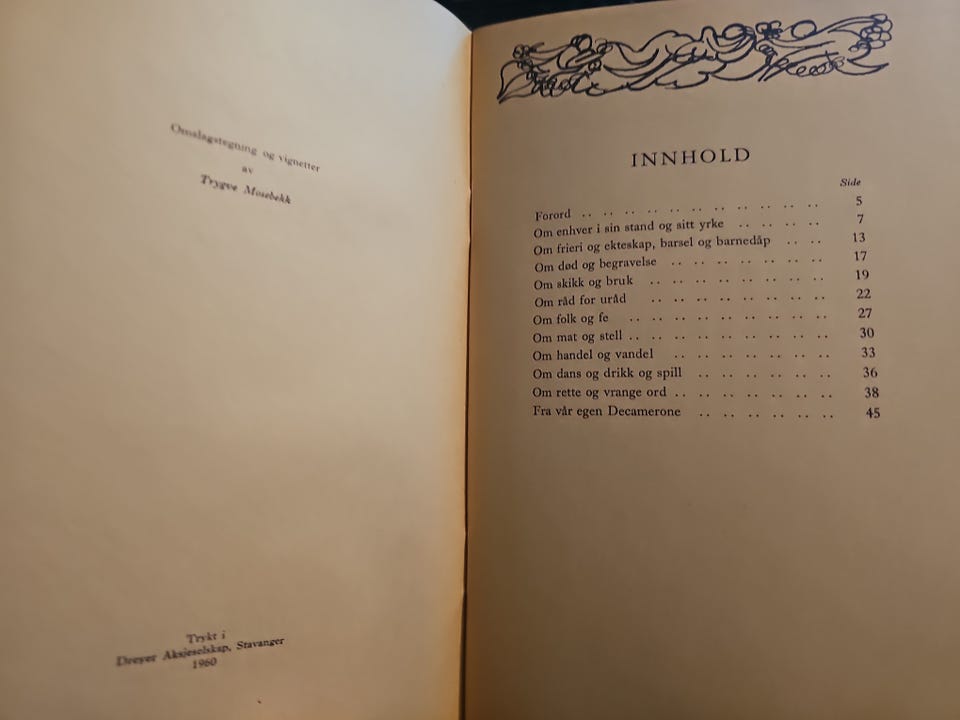 Omslagstegning og vignetter
av
Trygve Mosebekk
Trykt i
Dreyer Aksjeselskap, Stavanger
1960
INNHOLD
Side
Forord .. .. .. .. .. .. .. .. .. .. .. 5
Om enhver i sin stand og sitt yrke .. .. .. .. 7
Om frieri og ekteskap, barsel og barnedåp .. .. 13
Om død og begravelse .. .. .. .. .. .. .. 17
Om skikk og bruk .. .. .. .. .. .. .. .. 19
Om råd for uråd .. .. .. .. .. .. .. .. 22
Om folk og fe .. .. .. .. .. .. .. .. .. 27
Om mat og stell .. .. .. .. .. .. .. .. .. 30
Om handel og vandel .. .. .. .. .. .. .. 33
Om dans og drikk og spill .. .. .. .. .. .. 36
Om rette og vrange ord .. .. .. .. .. .. .. 38
Fra vår egen Decamerone .. .. .. .. .. .. 45